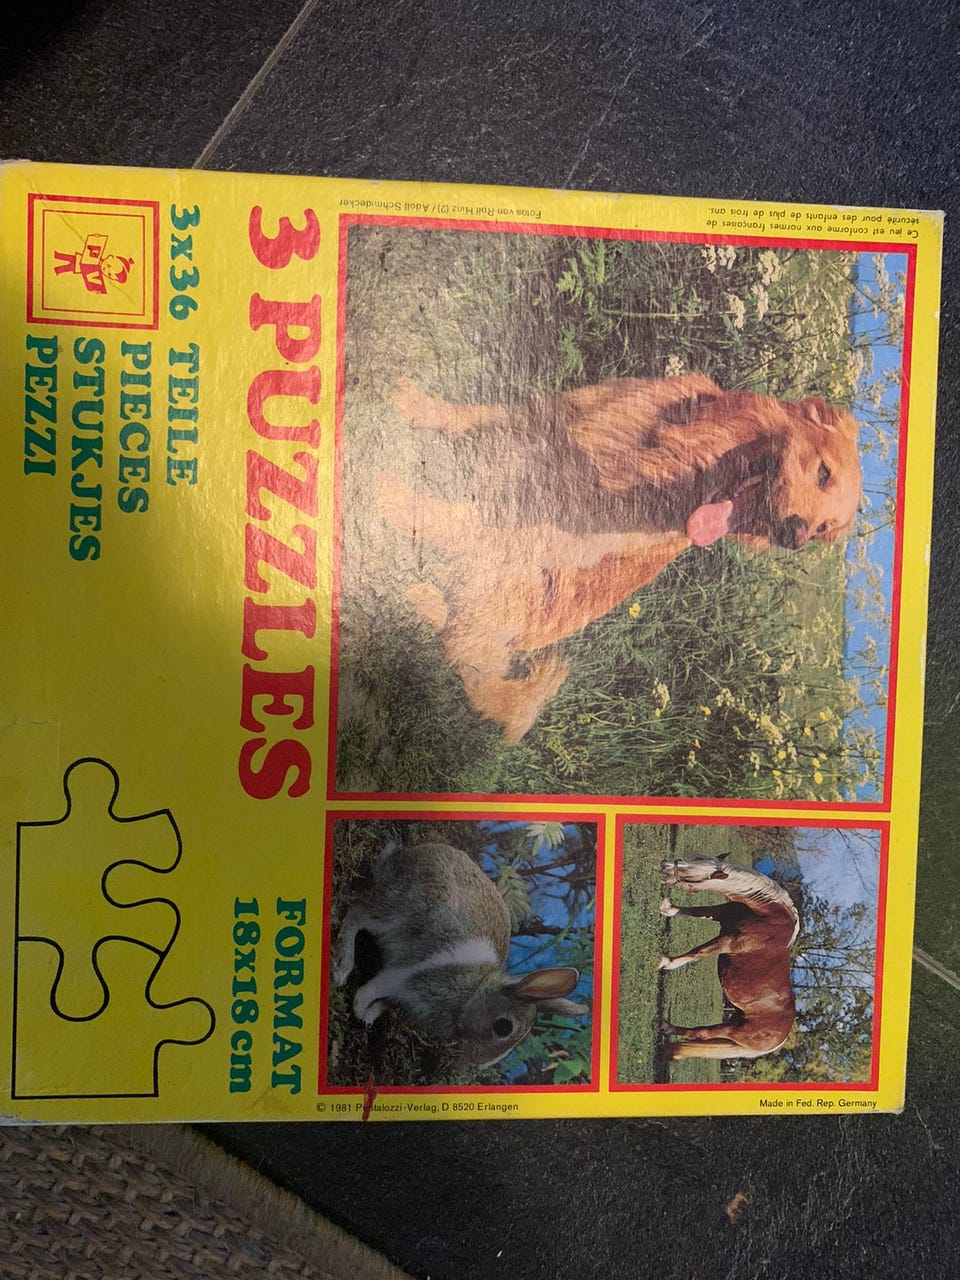 Ce jeu est conforme aux normes françaises de
sécurité pour des enfants de plus de trois ans.
Fotos von Rolf Hinz (2) / Adolf Schmidecker
3 PUZZLES
3x36 TEILE
PIECES
STUKJES
PEZZI
FORMAT
18x18cm
© 1981 Pestalozzi-Verlag, D 8520 Erlangen
Made in Fed. Rep. Germany